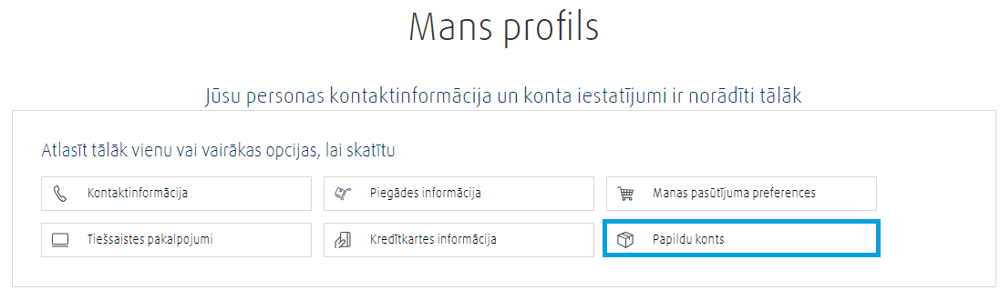 Mans profils
Jūsu personas kontaktinformācija un konta iestatījumi ir norādīti tālāk
Atlasīt tālāk vienu vai vairākas opcijas, lai skatītu
Kontaktinformācija
Piegādes informācija
Manas pasūtījuma preferences
Tiešsaistes pakalpojumi
Kredītkartes informācija
Papildu konts